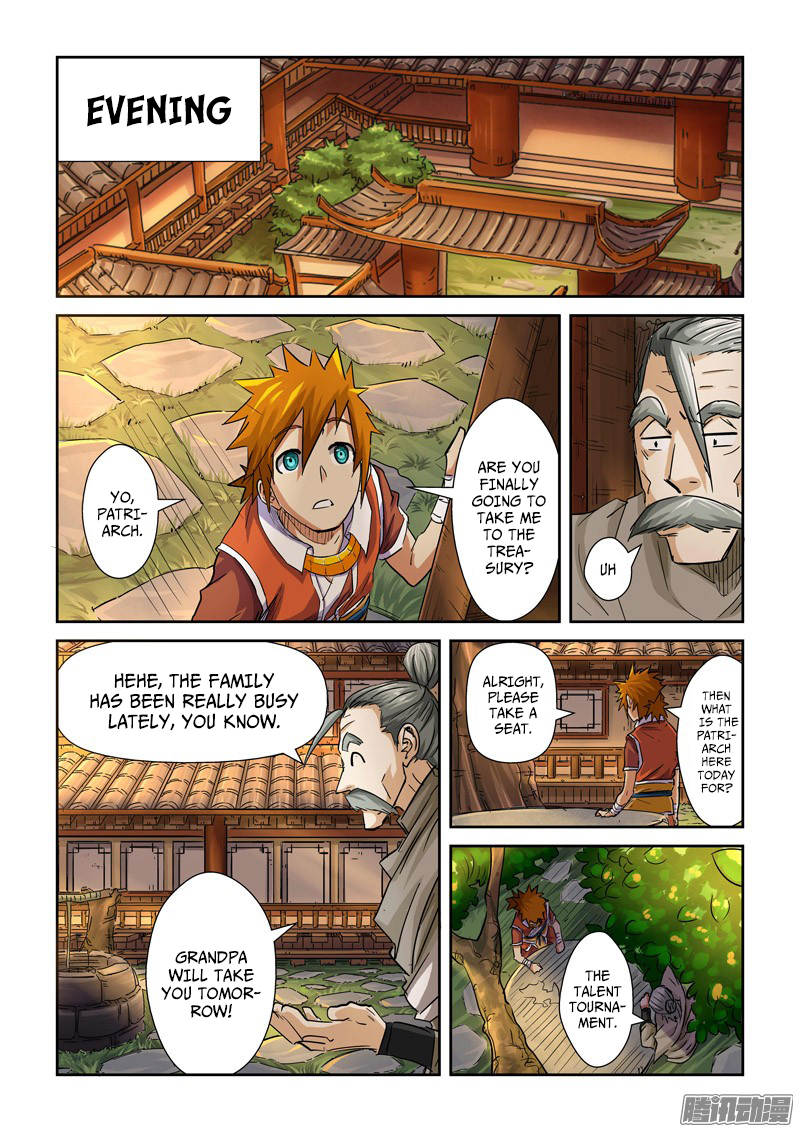 EVENING
YO,
PATRI-
ARCH.
ARE YOU
FINALLY
GOING TO
TAKE ME
TO THE
TREA-
SURY?
UH
HEHE, THE FAMILY
HAS BEEN REALLY BUSY
LATELY, YOU KNOW.
GRANDPA
WILL TAKE
YOU TOMOR-
ROW!
ALRIGHT,
PLEASE
TAKE A
SEAT.
THEN
WHAT
IS THE
PATRI-
ARCH
HERE
TODAY
FOR?
THE
TALENT
TOURNA-
MENT.
腾讯动漫